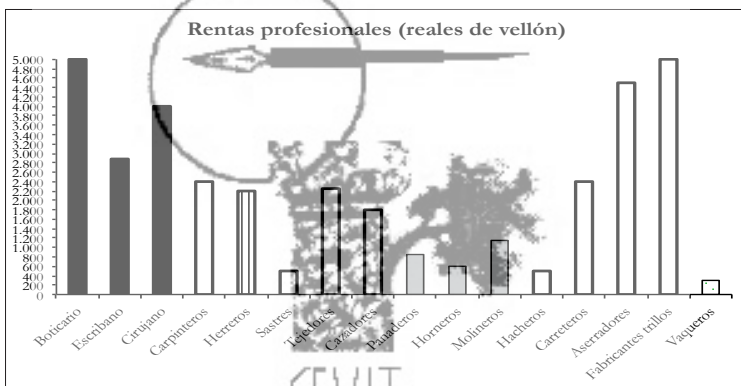 Rentas profesionales (reales de vellón)
5.000
4.800
4.600
4.400
4.200
4.000
3.800
3.600
3.400
3.200
3.000
2.800
2.600
2.400
2.200
2.000
1.800
1.600
1.400
1.200
1.000
800
600
400
200
0
Boticario
Escribano
Cirujano
Carpinteros
Herreros
Sastres
Tejedores
Cazadores
Panaderos
Horneros
Molineros
Hacheros
Carreteros
Aserradores
Fabricantes trillos
Vaqueros